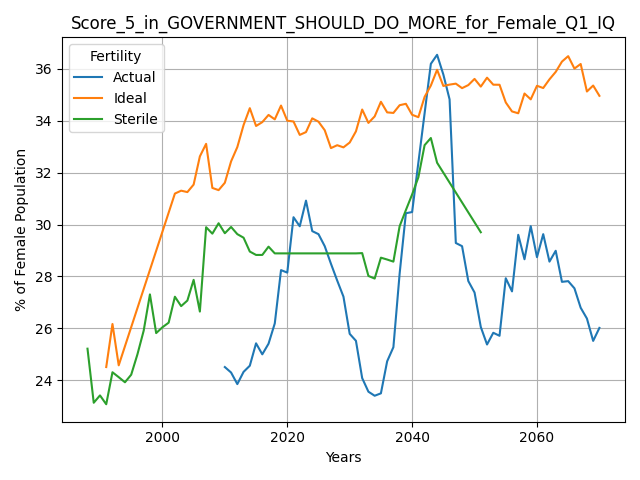 Score_5_in_GOVERNMENT_SHOULD_DO_MORE_for_Female_Q1_IQ
Fertility
Actual
Ideal
Sterile
% of Female Population
36
34
32
30
28
26
24
2000
2020
2040
2060
Years